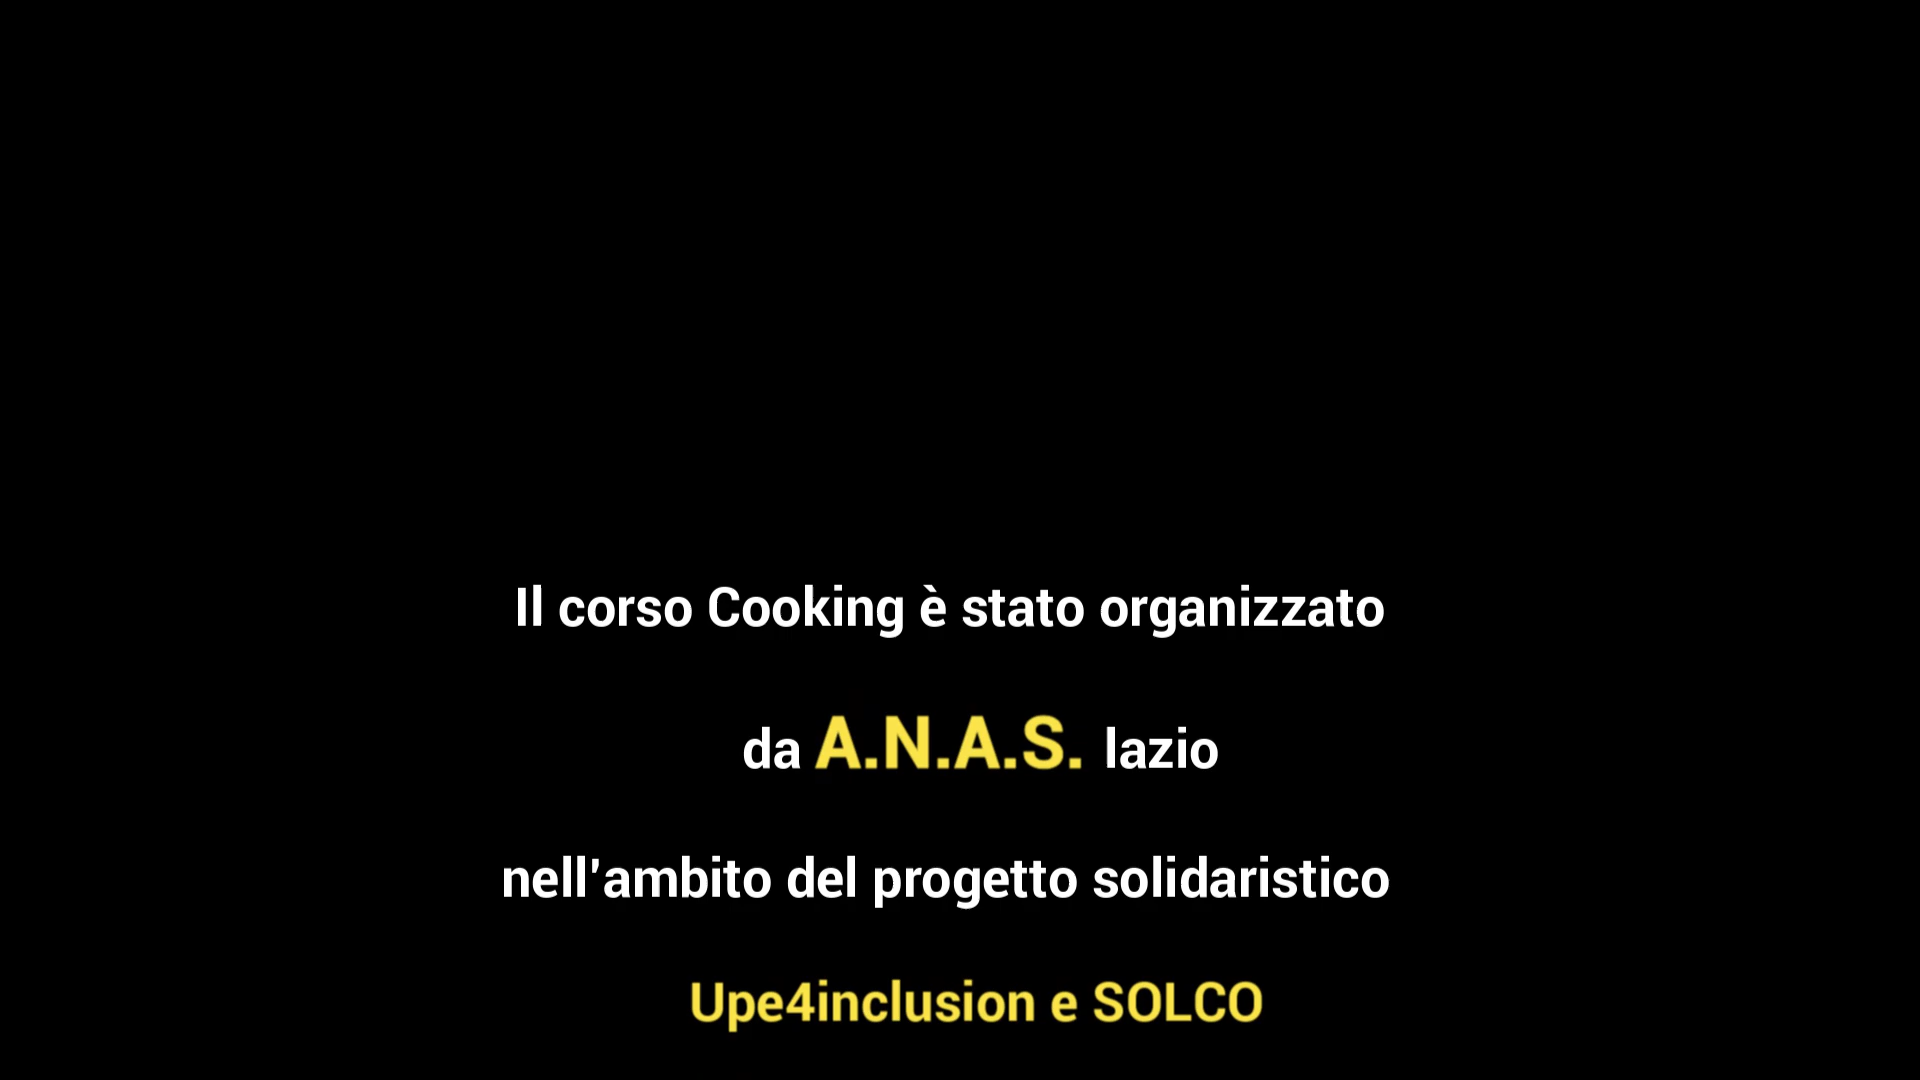 Il corso Cooking è stato organizzato
da A.N.A.S. lazio
nell'ambito del progetto solidaristico
Upe4inclusion e SOLCO